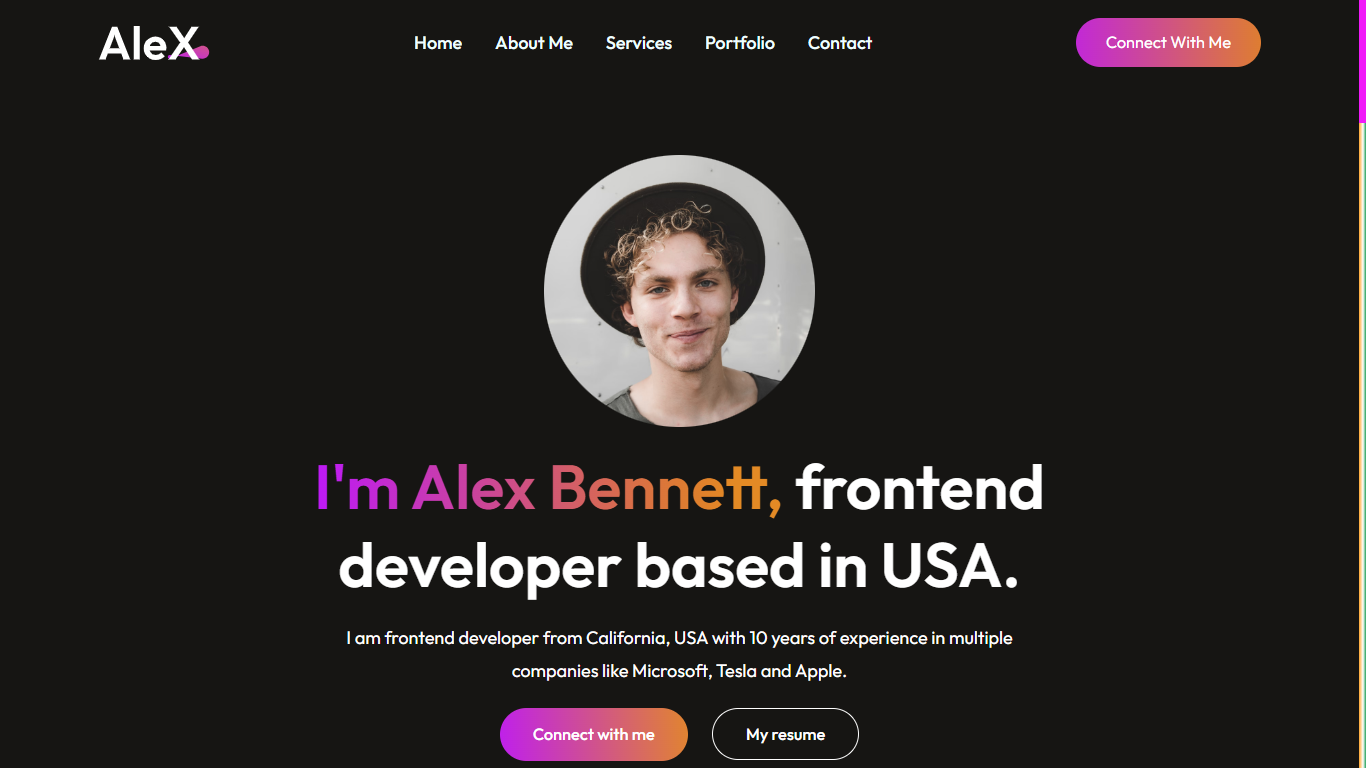 AleX
Home
About Me
Services
Portfolio
Contact
Connect With Me
I'm Alex Bennett, frontend
developer based in USA.
I am frontend developer from California, USA with 10 years of experience in multiple
companies like Microsoft, Tesla and Apple.
Connect with me
My resume